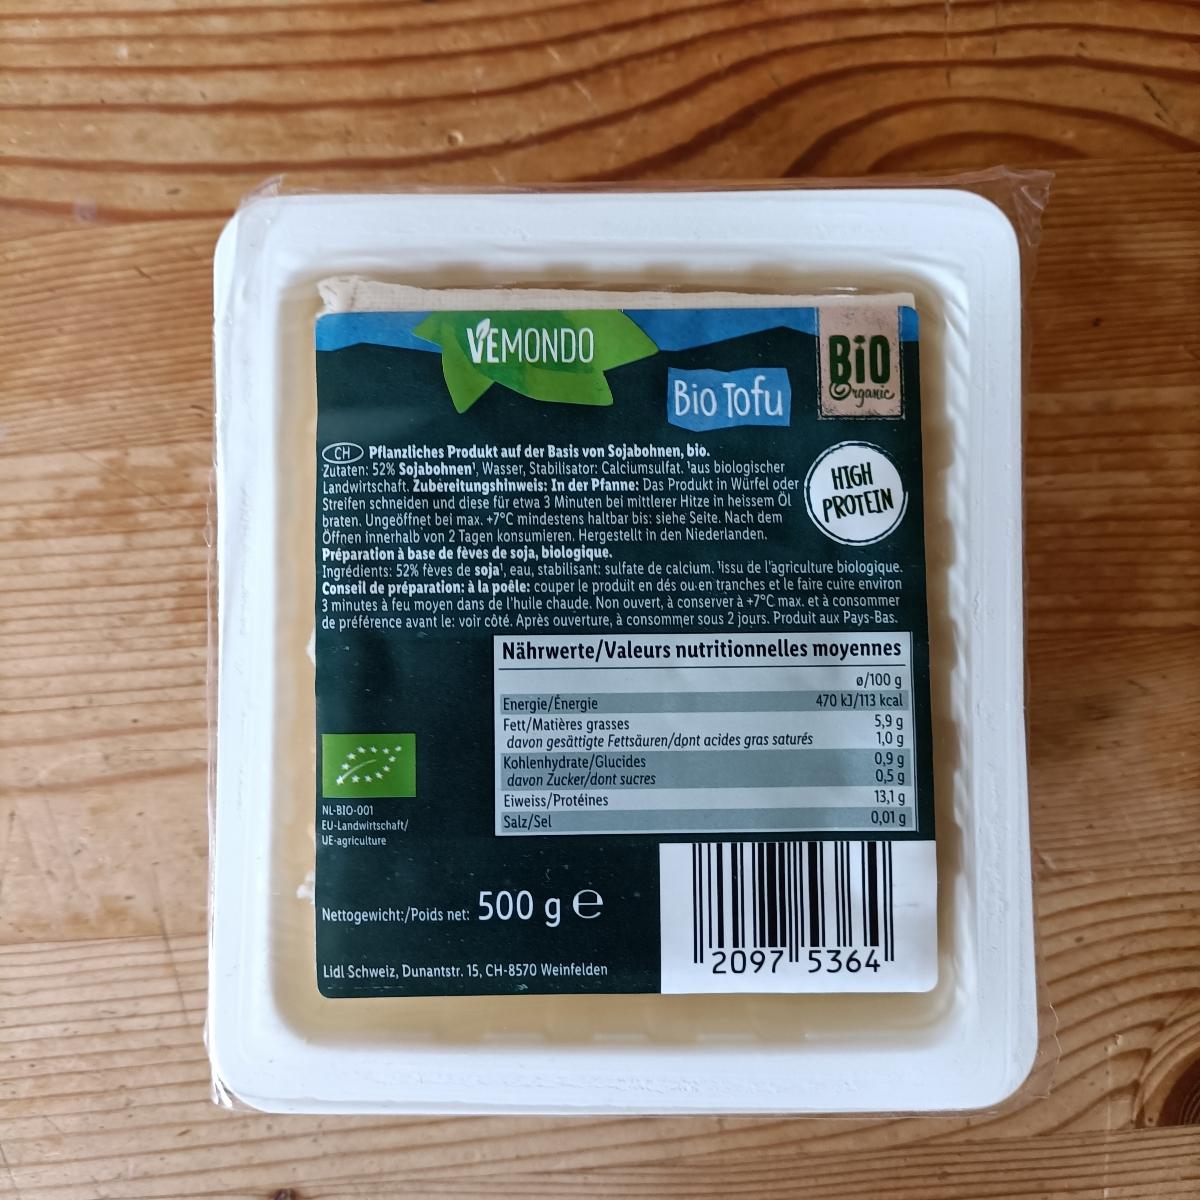 VEMONDO
Bio Tofu
BiO
Organic
HIGH
PROTEIN
CH Pflanzliches Produkt auf der Basis von Sojabohnen, bio.
Zutaten: 52% Sojabohnen¹, Wasser, Stabilisator: Calciumsulfat. ¹aus biologischer
Landwirtschaft. Zubereitungshinweis: In der Pfanne: Das Produkt in Würfel oder
Streifen schneiden und diese für etwa 3 Minuten bei mittlerer Hitze in heissem Öl
braten. Ungeöffnet bei max. +7°C mindestens haltbar bis: siehe Seite. Nach dem
Öffnen innerhalb von 2 Tagen konsumieren. Hergestellt in den Niederlanden.
Préparation à base de fèves de soja, biologique.
Ingrédients: 52% fèves de soja¹, eau, stabilisant: sulfate de calcium. ¹issu de l'agriculture biologique.
Conseil de préparation: à la poêle: couper le produit en dés ou en tranches et le faire cuire environ
3 minutes à feu moyen dans de l'huile chaude. Non ouvert, à conserver à +7°C max. et à consommer
de préférence avant le: voir côté. Après ouverture, à consommer sous 2 jours. Produit aux Pays-Bas.
Nährwerte/Valeurs nutritionnelles moyennes
ø/100 g
Energie/Énergie 470 kJ/113 kcal
Fett/Matières grasses 5,9 g
davon gesättigte Fettsäuren/dont acides gras saturés 1,0 g
Kohlenhydrate/Glucides 0,9 g
davon Zucker/dont sucres 0,5 g
Eiweiss/Protéines 13,1 g
Salz/Sel 0,01 g
NL-BIO-001
EU-Landwirtschaft/
UE-agriculture
Nettogewicht:/Poids net: 500 g ℮
Lidl Schweiz, Dunantstr. 15, CH-8570 Weinfelden
2097 5364